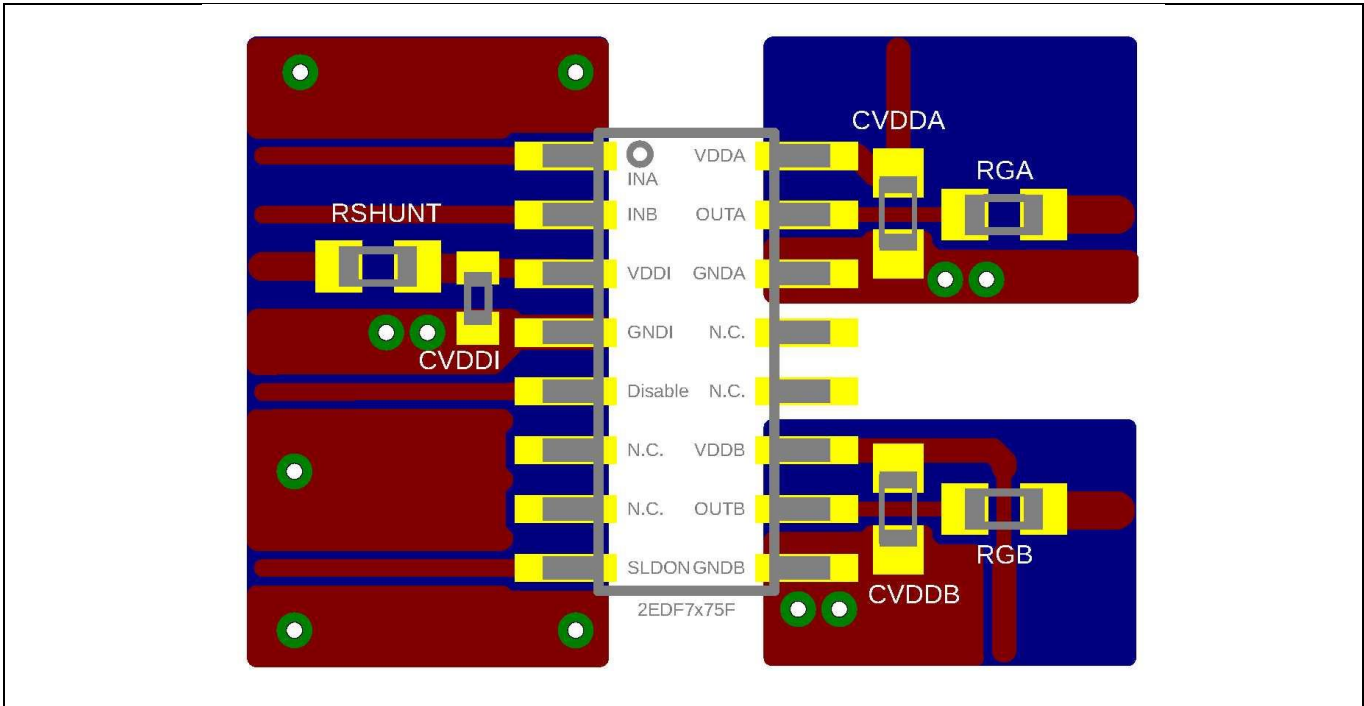 CVDDA
RGA
RSHUNT
CVDDI
VDDA
INA
INB OUTA
VDDI GNDA
GNDI N.C.
Disable N.C.
N.C. VDDB
N.C. OUTB
SLDON GNDB
2EDF7x75F
RGB
CVDDB